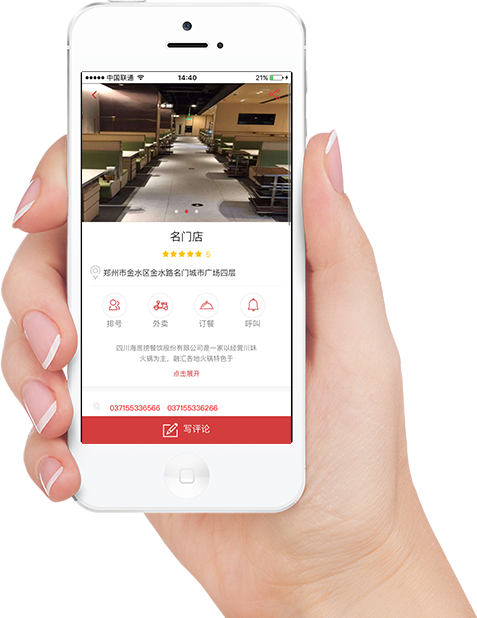 ●●●●● 中国联通 14:40 21%
名门店
★★★★★ 5
郑州市金水区金水路名门城市广场四层
排号 外卖 订餐 呼叫
四川海底捞餐饮股份有限公司是一家以经营川味
火锅为主、融汇各地火锅特色于
点击展开
037155336566 037155336266
写评论